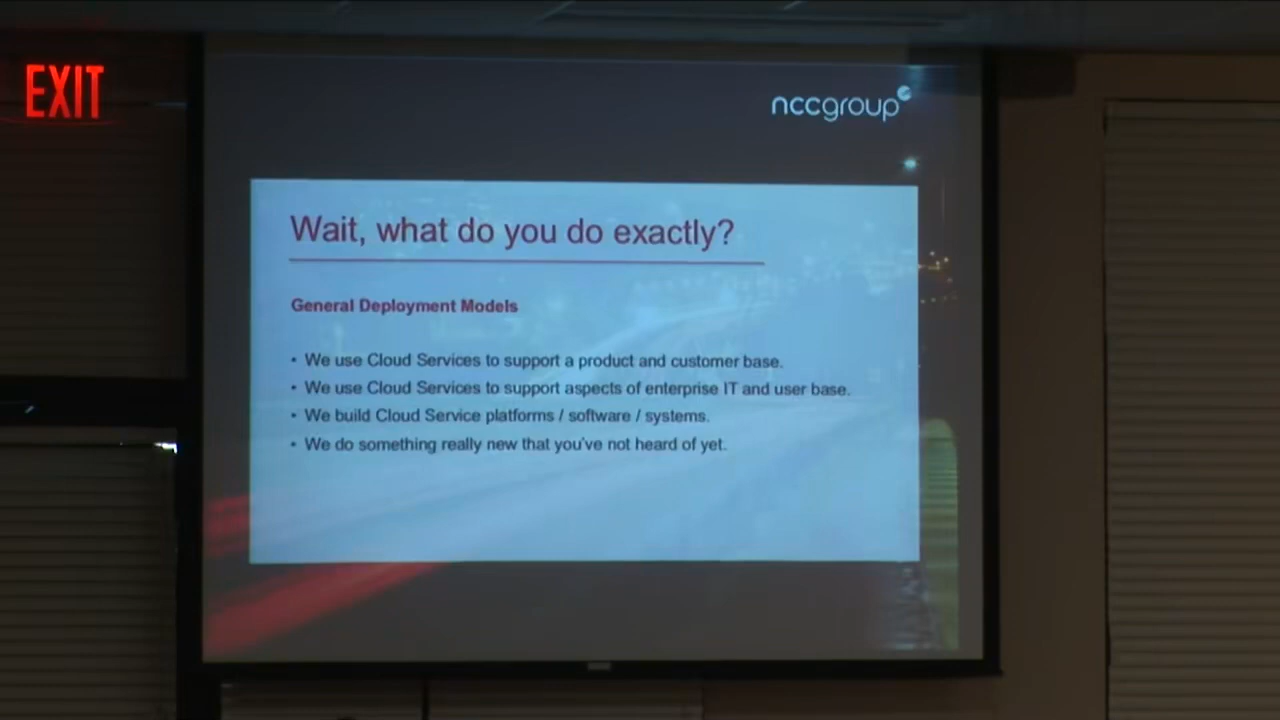 EXIT
nccgroup
Wait, what do you do exactly?
General Deployment Models
• We use Cloud Services to support a product and customer base.
• We use Cloud Services to support aspects of enterprise IT and user base.
• We build Cloud Service platforms / software / systems.
• We do something really new that you've not heard of yet.